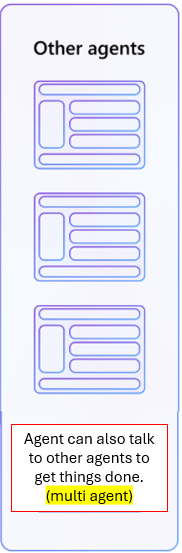 Other agents
Agent can also talk
to other agents to
get things done.
(multi agent)